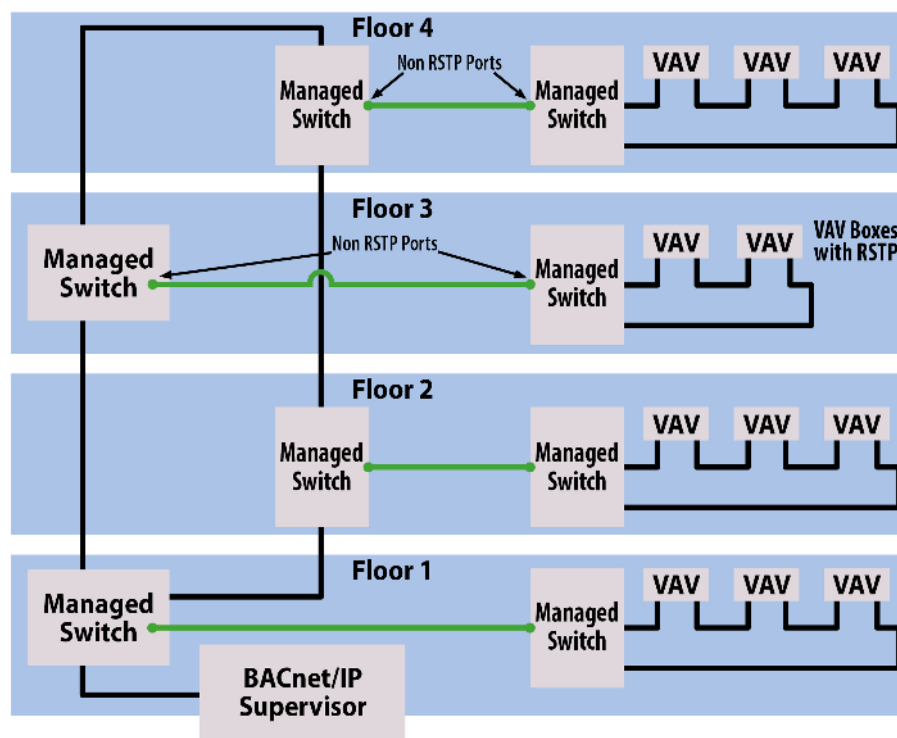 Floor 4
Non RSTP Ports
Managed
Switch
Managed
Switch
VAV
VAV
VAV
Floor 3
Non RSTP Ports
Managed
Switch
Managed
Switch
VAV
VAV
VAV Boxes
with RSTP
Floor 2
Managed
Switch
Managed
Switch
VAV
VAV
VAV
Floor 1
Managed
Switch
Managed
Switch
VAV
VAV
VAV
BACnet/IP
Supervisor